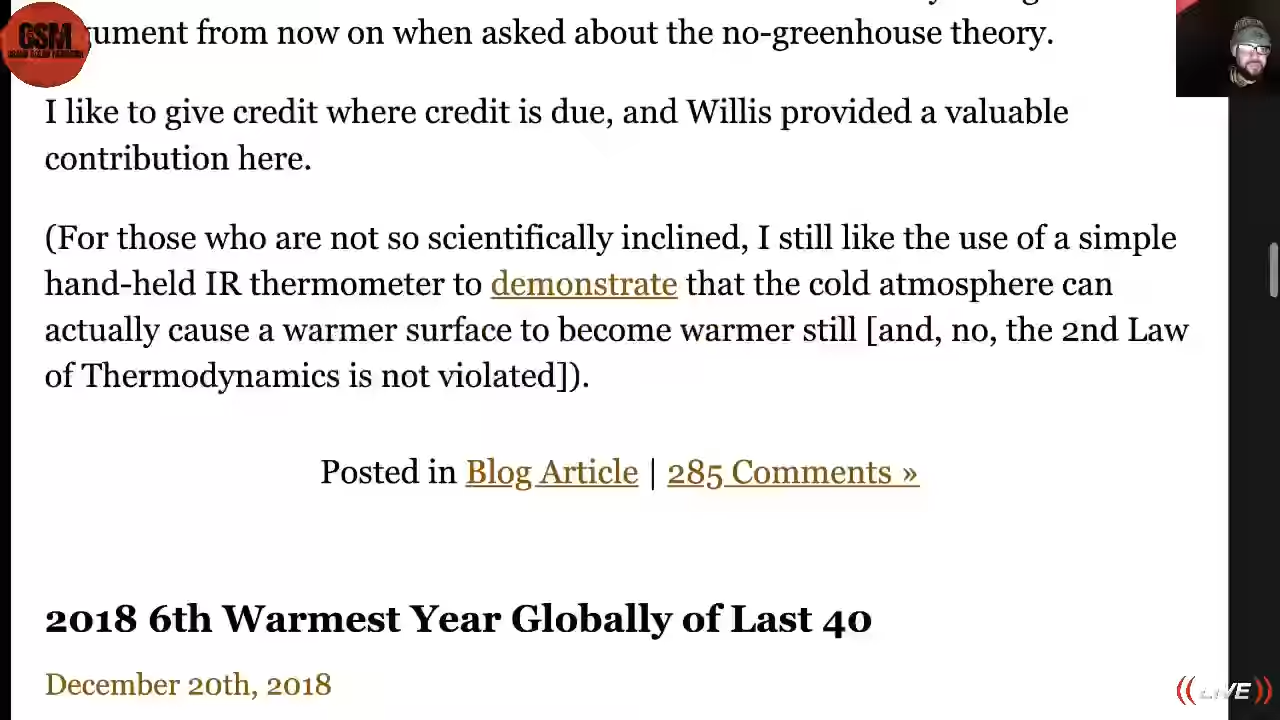 CSM
ument from now on when asked about the no-greenhouse theory.
I like to give credit where credit is due, and Willis provided a valuable
contribution here.
(For those who are not so scientifically inclined, I still like the use of a simple
hand-held IR thermometer to demonstrate that the cold atmosphere can
actually cause a warmer surface to become warmer still [and, no, the 2nd Law
of Thermodynamics is not violated]).
Posted in Blog Article | 285 Comments »
2018 6th Warmest Year Globally of Last 40
December 20th, 2018
((LIVE))